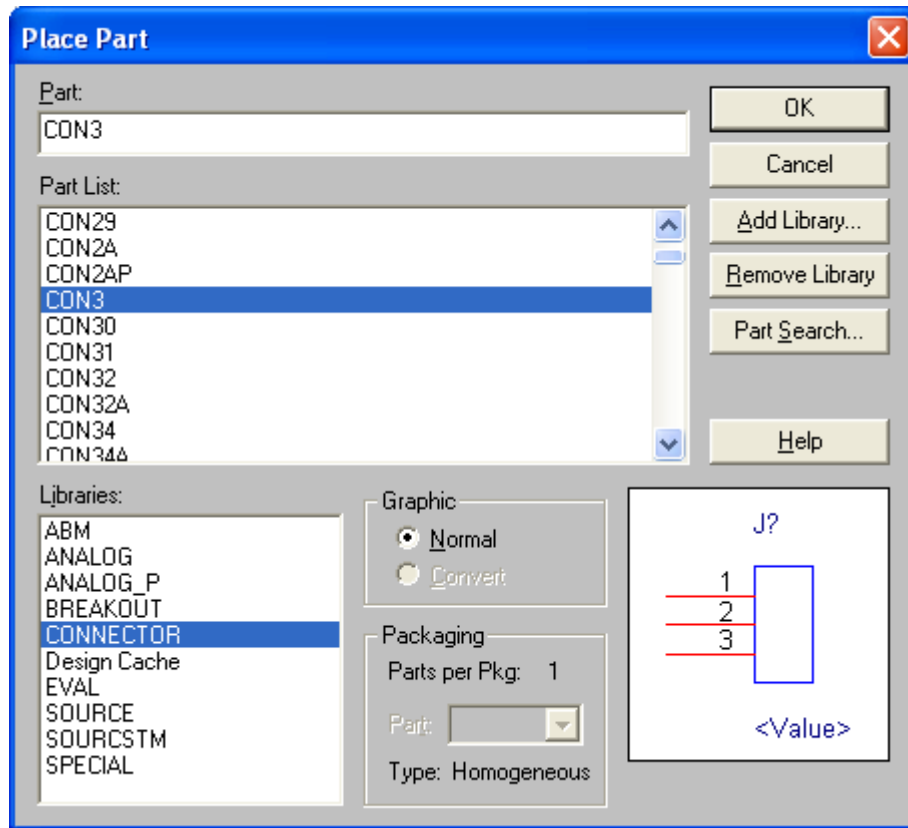 Place Part
Part:
CON3
Part List:
CON29
CON2A
CON2AP
CON3
CON30
CON31
CON32
CON32A
CON34
CON34A
OK
Cancel
Add Library...
Remove Library
Part Search...
Help
Libraries:
ABM
ANALOG
ANALOG_P
BREAKOUT
CONNECTOR
Design Cache
EVAL
SOURCE
SOURCSTM
SPECIAL
Graphic
Normal
Convert
Packaging
Parts per Pkg: 1
Part:
Type: Homogeneous
J?
1
2
3
<Value>